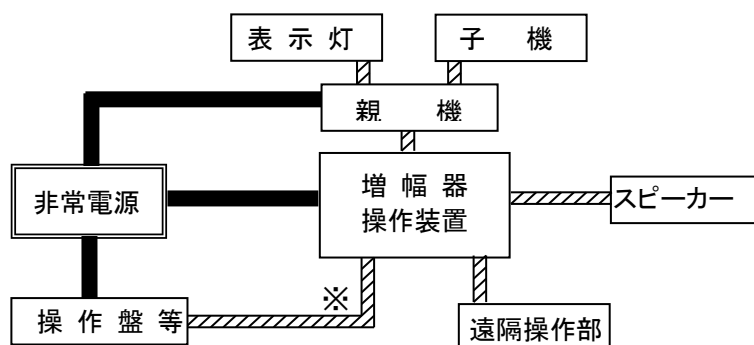 表 示 灯
子 機
親 機
非常電源
増 幅 器
操作装置
スピーカー
※
操 作 盤 等
遠隔操作部